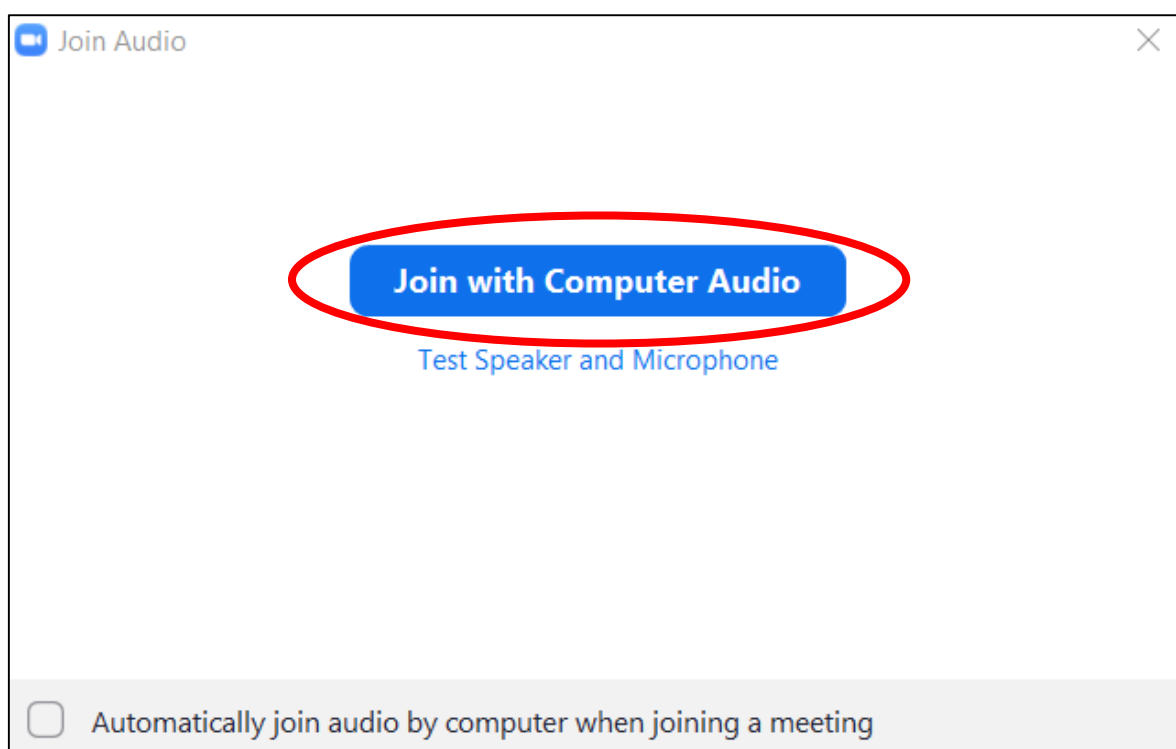 Join Audio
Join with Computer Audio
Test Speaker and Microphone
Automatically join audio by computer when joining a meeting